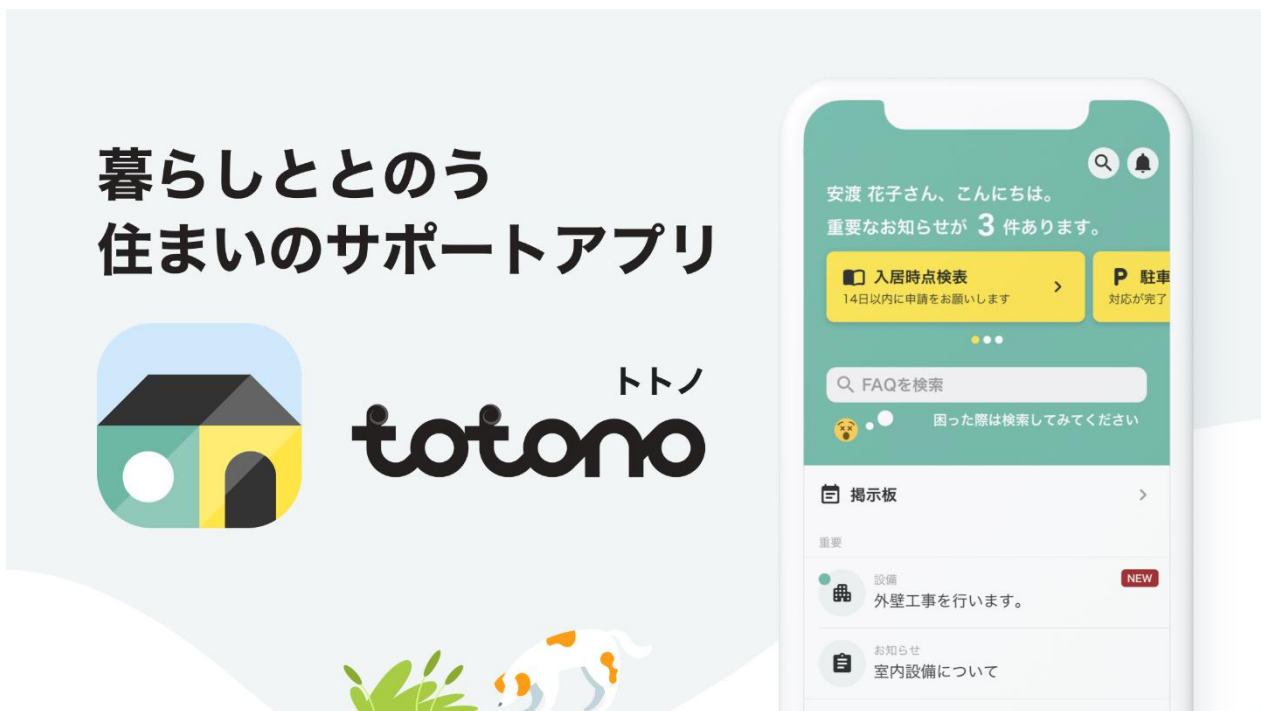 暮らしととのう
住まいのサポートアプリ
トトノ
totono
安渡 花子さん、こんにちは。
重要なお知らせが 3 件あります。
入居時点検表
14日以内に申請をお願いします
P 駐車
対応が完了
FAQを検索
困った際は検索してみてください
掲示板
重要
設備
NEW
外壁工事を行います。
お知らせ
室内設備について